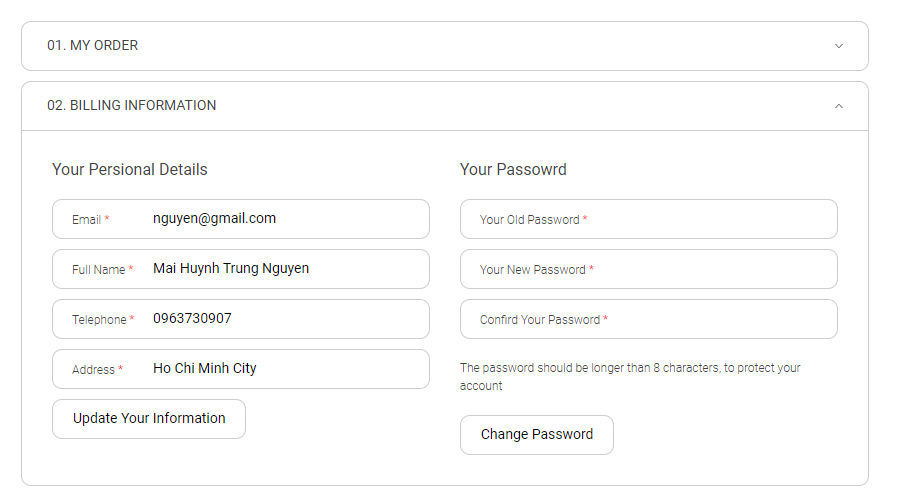 01. MY ORDER
02. BILLING INFORMATION
Your Persional Details
Email * nguyen@gmail.com
Full Name * Mai Huynh Trung Nguyen
Telephone * 0963730907
Address * Ho Chi Minh City
Update Your Information
Your Passowrd
Your Old Password *
Your New Password *
Confird Your Password *
The password should be longer than 8 characters, to protect your
account
Change Password